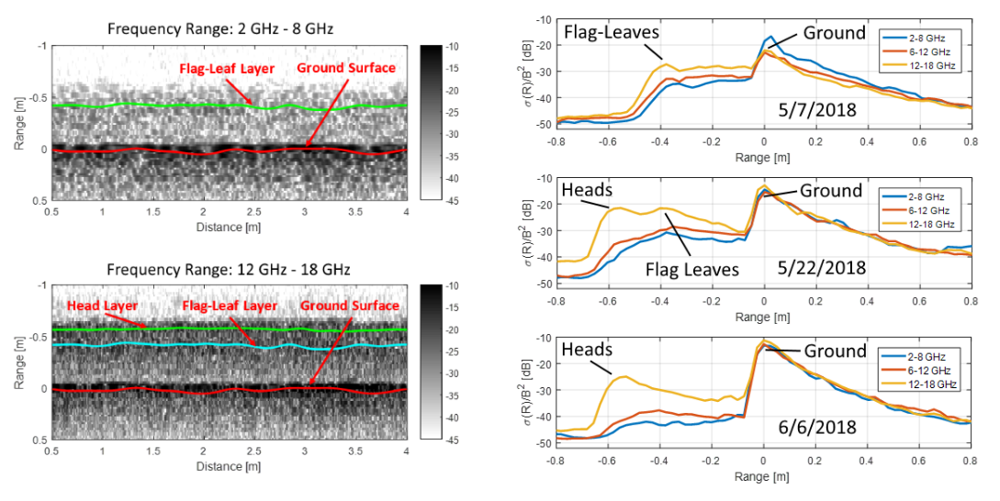 Frequency Range: 2 GHz - 8 GHz
Flag-Leaf Layer
Ground Surface
-1
-0.5
0
0.5
Range [m]
0.5 1 1.5 2 2.5 3 3.5 4
Distance [m]
-10
-15
-20
-25
-30
-35
-40
-45
Frequency Range: 12 GHz - 18 GHz
Head Layer
Flag-Leaf Layer
Ground Surface
-1
-0.5
0
0.5
Range [m]
0.5 1 1.5 2 2.5 3 3.5 4
Distance [m]
-10
-15
-20
-25
-30
-35
-40
-45
-10
-20
-30
-40
-50
σ(R)/B² [dB]
Flag-Leaves
Ground
2-8 GHz
6-12 GHz
12-18 GHz
5/7/2018
-0.8 -0.6 -0.4 -0.2 0 0.2 0.4 0.6 0.8
Range [m]
-10
-20
-30
-40
-50
σ(R)/B² [dB]
Heads
Ground
Flag Leaves
2-8 GHz
6-12 GHz
12-18 GHz
5/22/2018
-0.8 -0.6 -0.4 -0.2 0 0.2 0.4 0.6 0.8
Range [m]
-10
-20
-30
-40
-50
σ(R)/B² [dB]
Heads
Ground
2-8 GHz
6-12 GHz
12-18 GHz
6/6/2018
-0.8 -0.6 -0.4 -0.2 0 0.2 0.4 0.6 0.8
Range [m]